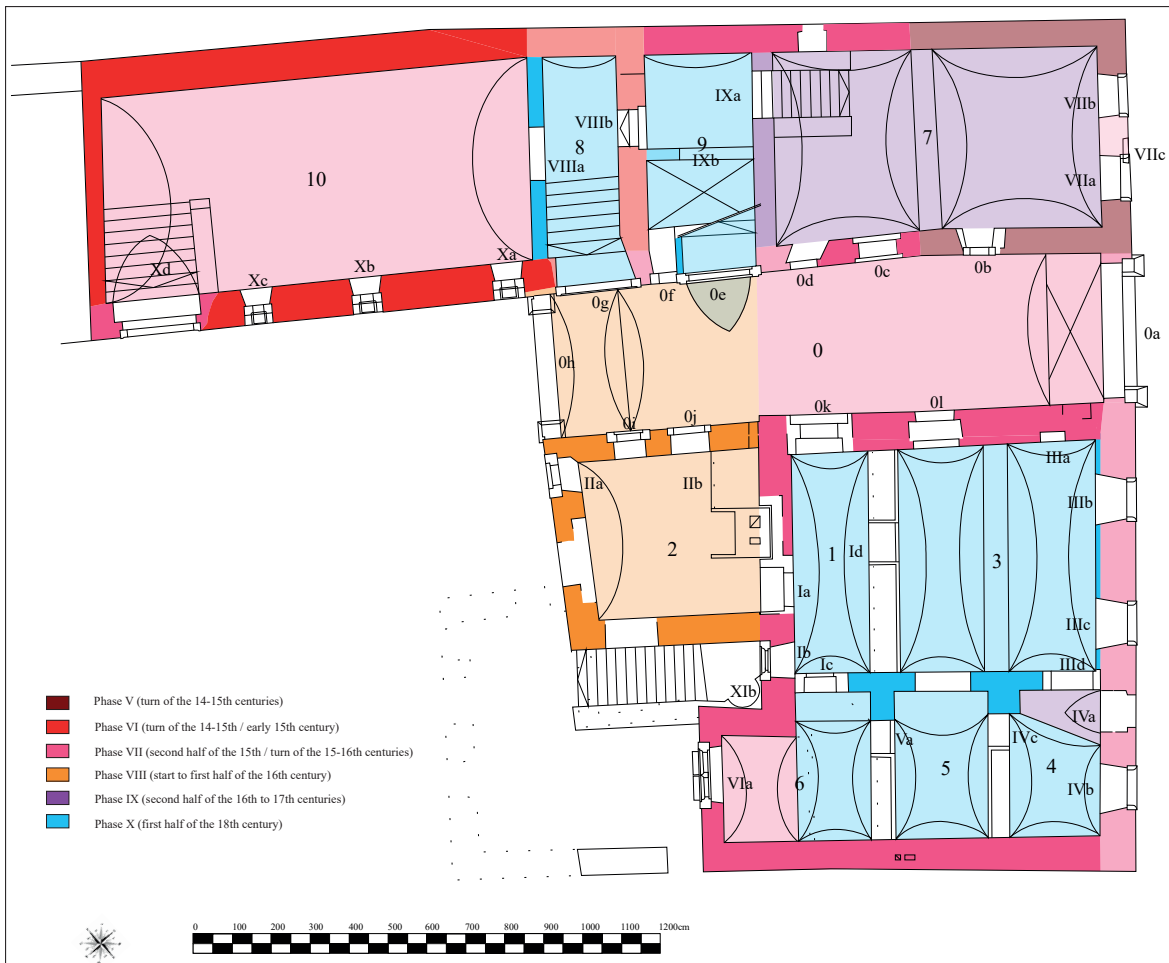 IXa
VIIb
VIIIb
8
9
7
VIIc
VIIIa
IXb
VIIa
10
Xd
Xc
Xb
Xa
0g
0f
0e
0d
0c
0b
0a
0h
0
0i
0j
0k
0l
IIa
IIb
IIIa
IIIb
2
1
Id
3
Ia
IIIc
Ib
Ic
IIId
XIb
IVa
Va
IVc
VIa
6
5
4
IVb
Phase V (turn of the 14-15th centuries)
Phase VI (turn of the 14-15th / early 15th century)
Phase VII (second half of the 15th / turn of the 15-16th centuries)
Phase VIII (start to first half of the 16th century)
Phase IX (second half of the 16th to 17th centuries)
Phase X (first half of the 18th century)
0 100 200 300 400 500 600 700 800 900 1000 1100 1200cm